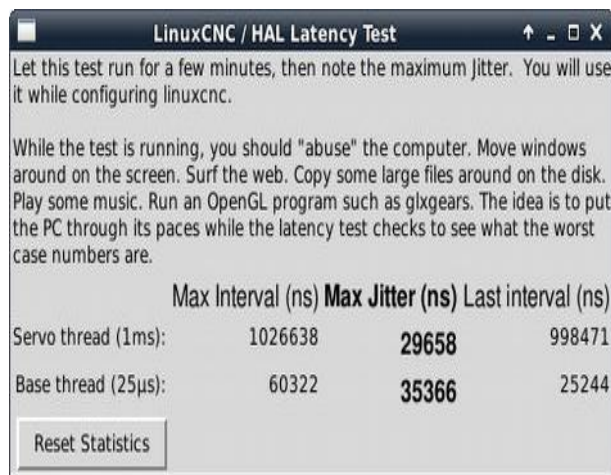 LinuxCNC / HAL Latency Test
Let this test run for a few minutes, then note the maximum Jitter. You will use
it while configuring linuxcnc.
While the test is running, you should "abuse" the computer. Move windows
around on the screen. Surf the web. Copy some large files around on the disk.
Play some music. Run an OpenGL program such as glxgears. The idea is to put
the PC through its paces while the latency test checks to see what the worst
case numbers are.
Max Interval (ns) Max Jitter (ns) Last interval (ns)
Servo thread (1ms): 1026638 29658 998471
Base thread (25µs): 60322 35366 25244
Reset Statistics